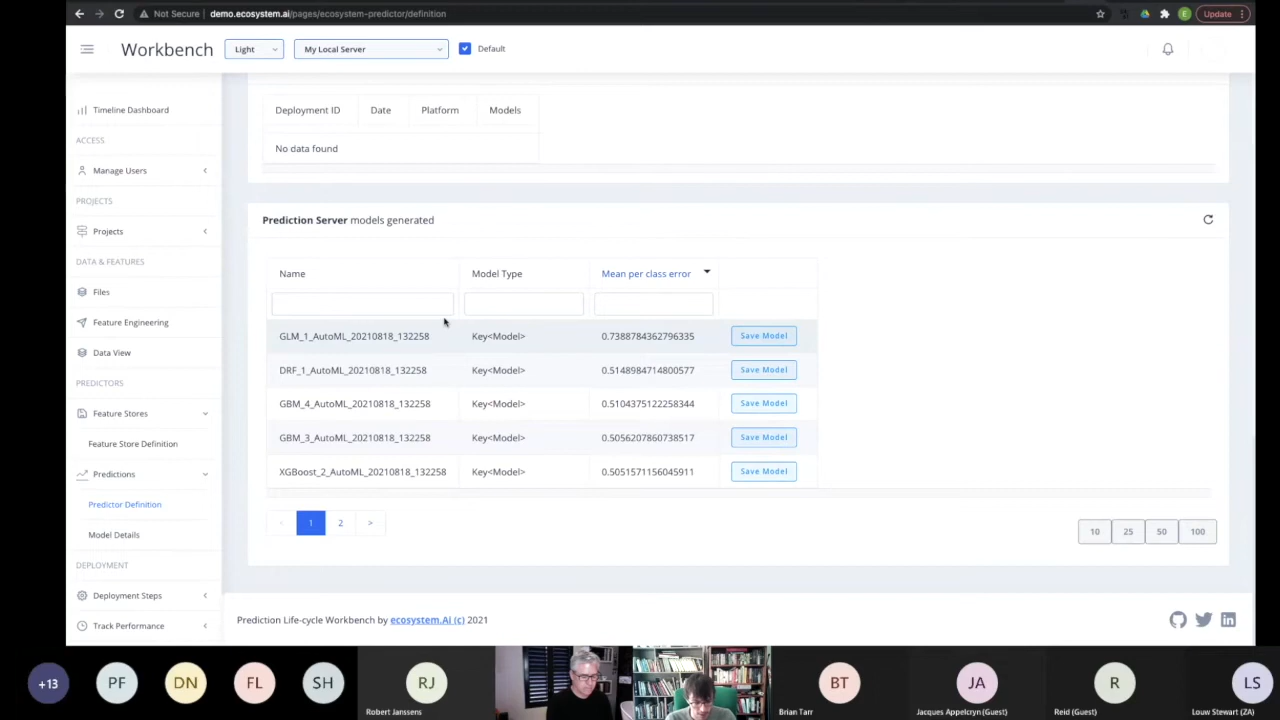 Not Secure | demo.ecosystem.ai/pages/ecosystem-predictor/definition
E
Update
Workbench
Light
My Local Server
Default
Timeline Dashboard
ACCESS
Manage Users
PROJECTS
Projects
DATA & FEATURES
Files
Feature Engineering
Data View
PREDICTORS
Feature Stores
Feature Store Definition
Predictions
Predictor Definition
Model Details
DEPLOYMENT
Deployment Steps
Track Performance
Deployment ID Date Platform Models
No data found
Prediction Server models generated
Name Model Type Mean per class error
GLM_1_AutoML_20210818_132258 Key<Model> 0.7388784362796335 Save Model
DRF_1_AutoML_20210818_132258 Key<Model> 0.5148984714800577 Save Model
GBM_4_AutoML_20210818_132258 Key<Model> 0.5104375122258344 Save Model
GBM_3_AutoML_20210818_132258 Key<Model> 0.5056207860738517 Save Model
XGBoost_2_AutoML_20210818_132258 Key<Model> 0.5051571156045911 Save Model
< 1 2 >
10 25 50 100
Prediction Life-cycle Workbench by ecosystem.Ai (c) 2021
+13 PF DN FL SH RJ BT JA R LS
Robert Janssens Brian Tarr Jacques Appelcryn (Guest) Reid (Guest) Louw Stewart (ZA)